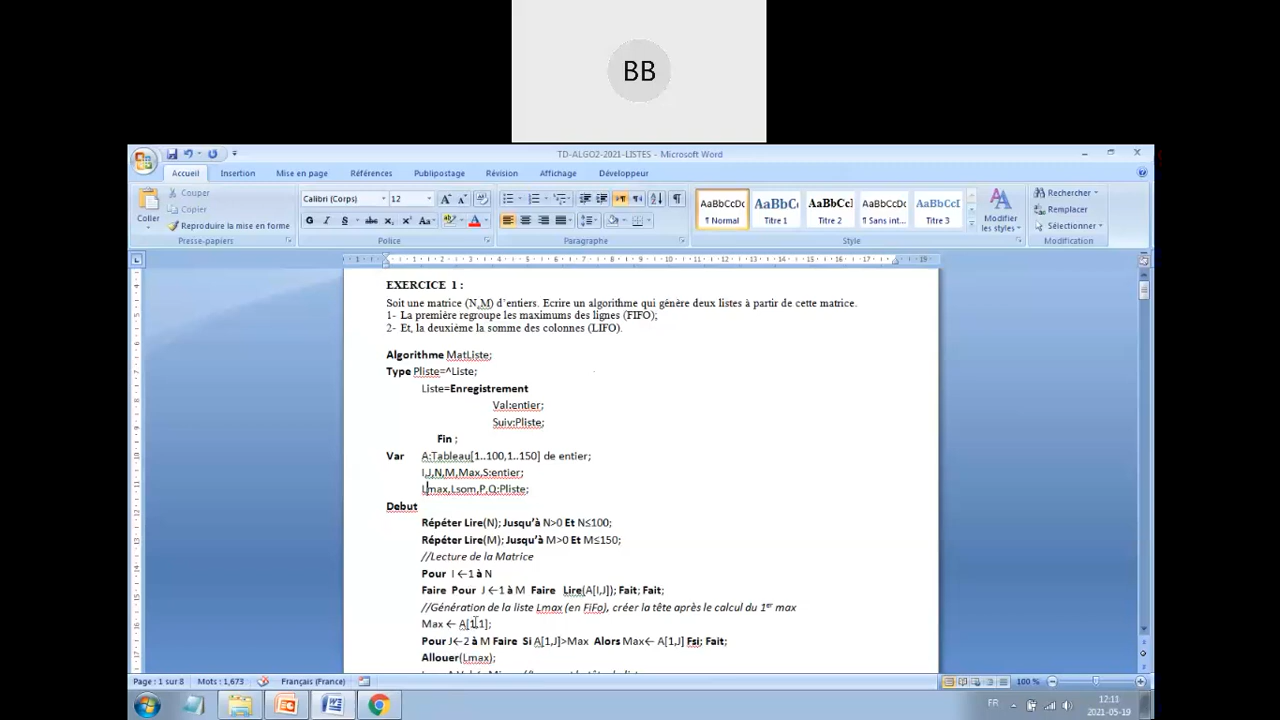 BB
TD-ALGO2-2021-LISTES - Microsoft Word
Accueil Insertion Mise en page Références Publipostage Révision Affichage Développeur
Coller
Couper
Copier
Reproduire la mise en forme
Presse-papiers
Calibri (Corps) 12
Police
Paragraphe
AaBbCcDc AaBbC AaBbCc AaBbCc. AaBbCcI
¶ Normal Titre 1 Titre 2 ¶ Sans int... Titre 3
Modifier les styles
Style
Rechercher
Remplacer
Sélectionner
Modification
EXERCICE 1 :
Soit une matrice (N,M) d'entiers. Ecrire un algorithme qui génère deux listes à partir de cette matrice.
1- La première regroupe les maximums des lignes (FIFO);
2- Et, la deuxième la somme des colonnes (LIFO).
Algorithme MatListe;
Type Pliste=^Liste;
Liste=Enregistrement
Val:entier;
Suiv:Pliste;
Fin ;
Var A:Tableau[1..100,1..150] de entier;
I,J,N,M,Max,S:entier;
Lmax,Lsom,P,Q:Pliste;
Debut
Répéter Lire(N); Jusqu'à N>0 Et N≤100;
Répéter Lire(M); Jusqu'à M>0 Et M≤150;
//Lecture de la Matrice
Pour I ←1 à N
Faire Pour J ←1 à M Faire Lire(A[I,J]); Fait; Fait;
//Génération de la liste Lmax (en FiFo), créer la tête après le calcul du 1er max
Max ← A[1,1];
Pour J←2 à M Faire Si A[1,J]>Max Alors Max← A[1,J] Fsi; Fait;
Allouer(Lmax);
Page : 1 sur 8 Mots : 1,673 Français (France) 100 %
FR 12:11
2021-05-19